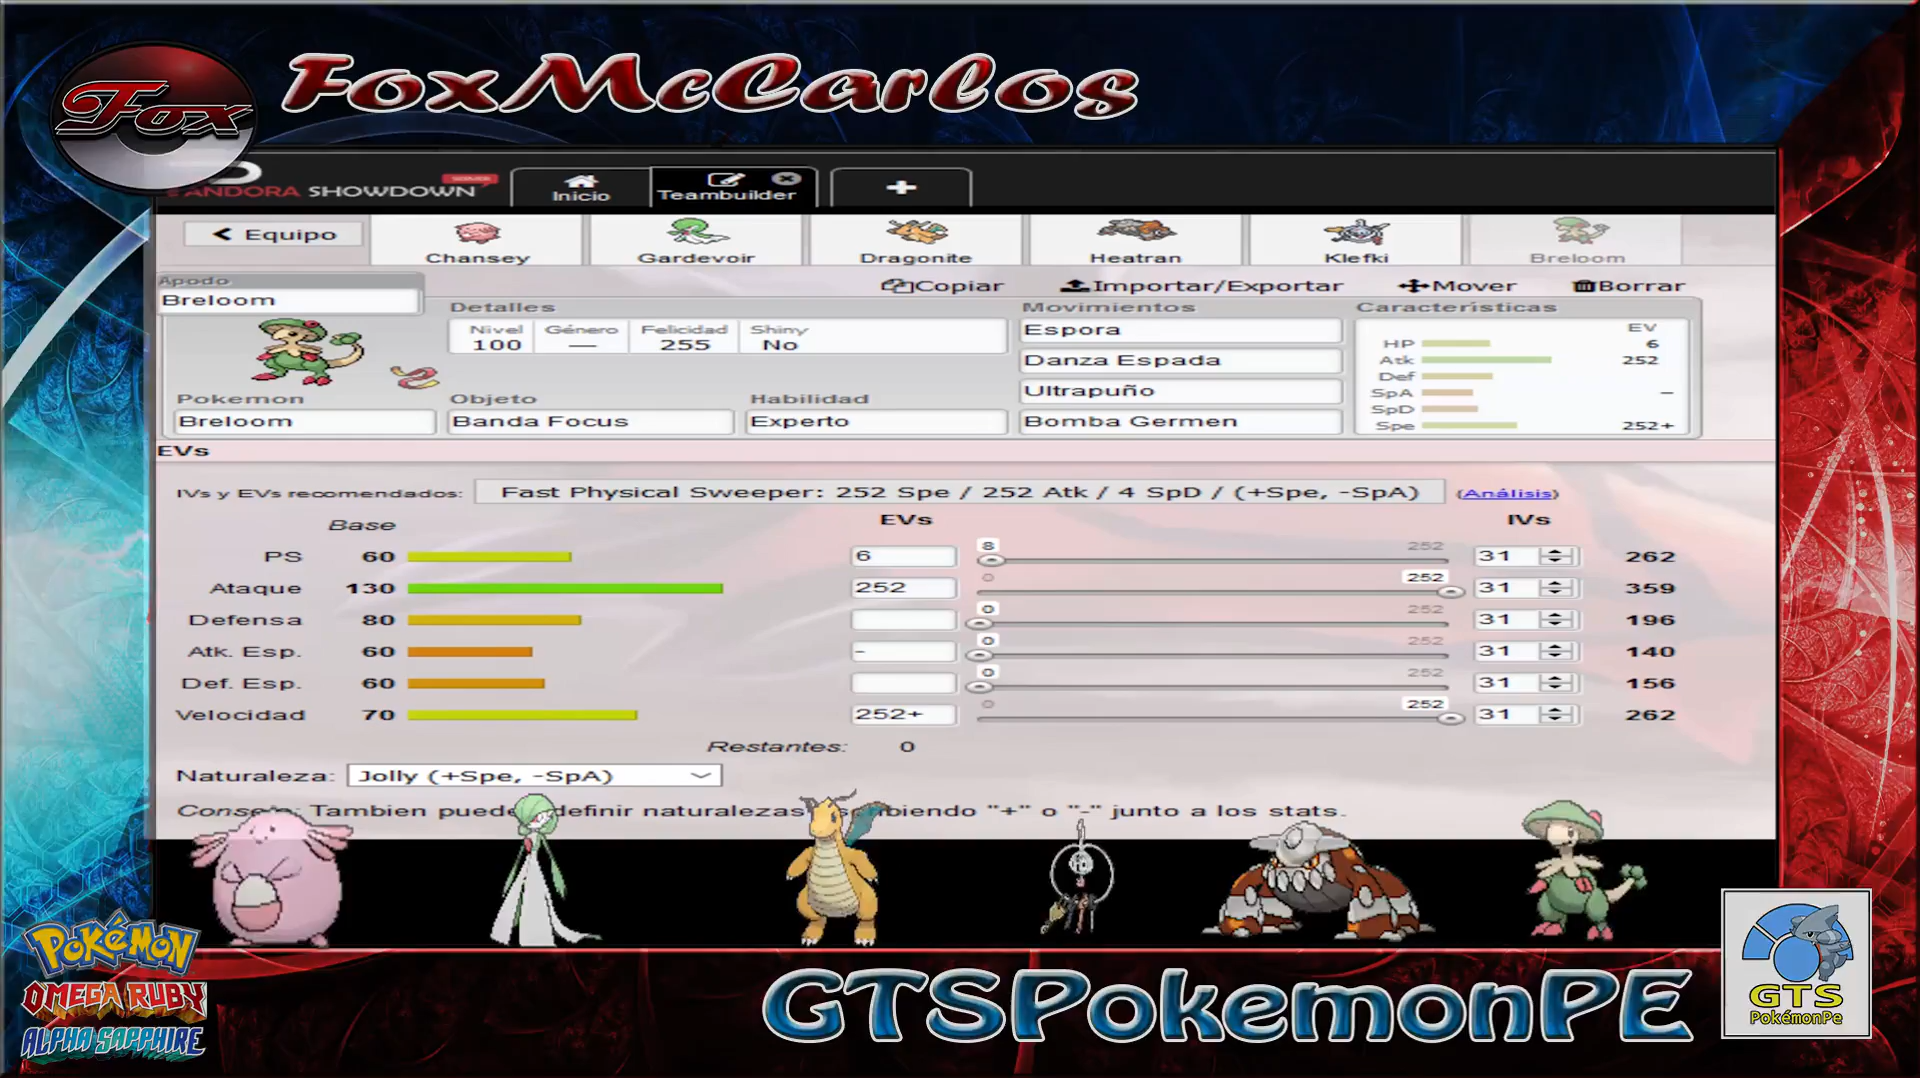 Fox
FoxMcCarlos
PANDORA SHOWDOWN
Inicio
Teambuilder
+
Equipo
Chansey
Gardevoir
Dragonite
Heatran
Klefki
Breloom
Copiar
Importar/Exportar
Mover
Borrar
Apodo
Breloom
Detalles
Nivel Género Felicidad Shiny
100 — 255 No
Pokemon
Breloom
Objeto
Banda Focus
Habilidad
Experto
Movimientos
Espora
Danza Espada
Ultrapuño
Bomba Germen
Características
EV
HP 6
Atk 252
Def
SpA –
SpD
Spe 252+
EVs
IVs y EVs recomendados: Fast Physical Sweeper: 252 Spe / 252 Atk / 4 SpD / (+Spe, -SpA) (Análisis)
Base EVs IVs
PS 60 6 8 252 31 262
Ataque 130 252 0 252 31 359
Defensa 80 0 252 31 196
Atk. Esp. 60 - 0 252 31 140
Def. Esp. 60 0 252 31 156
Velocidad 70 252+ 0 252 31 262
Restantes: 0
Naturaleza: Jolly (+Spe, -SpA)
Tambien definir naturalezas "+" o "-" junto a los stats.
POKéMON
OMEGA RUBY
ALPHA SAPPHIRE
GTSPokemonPE
GTS
PokémonPe